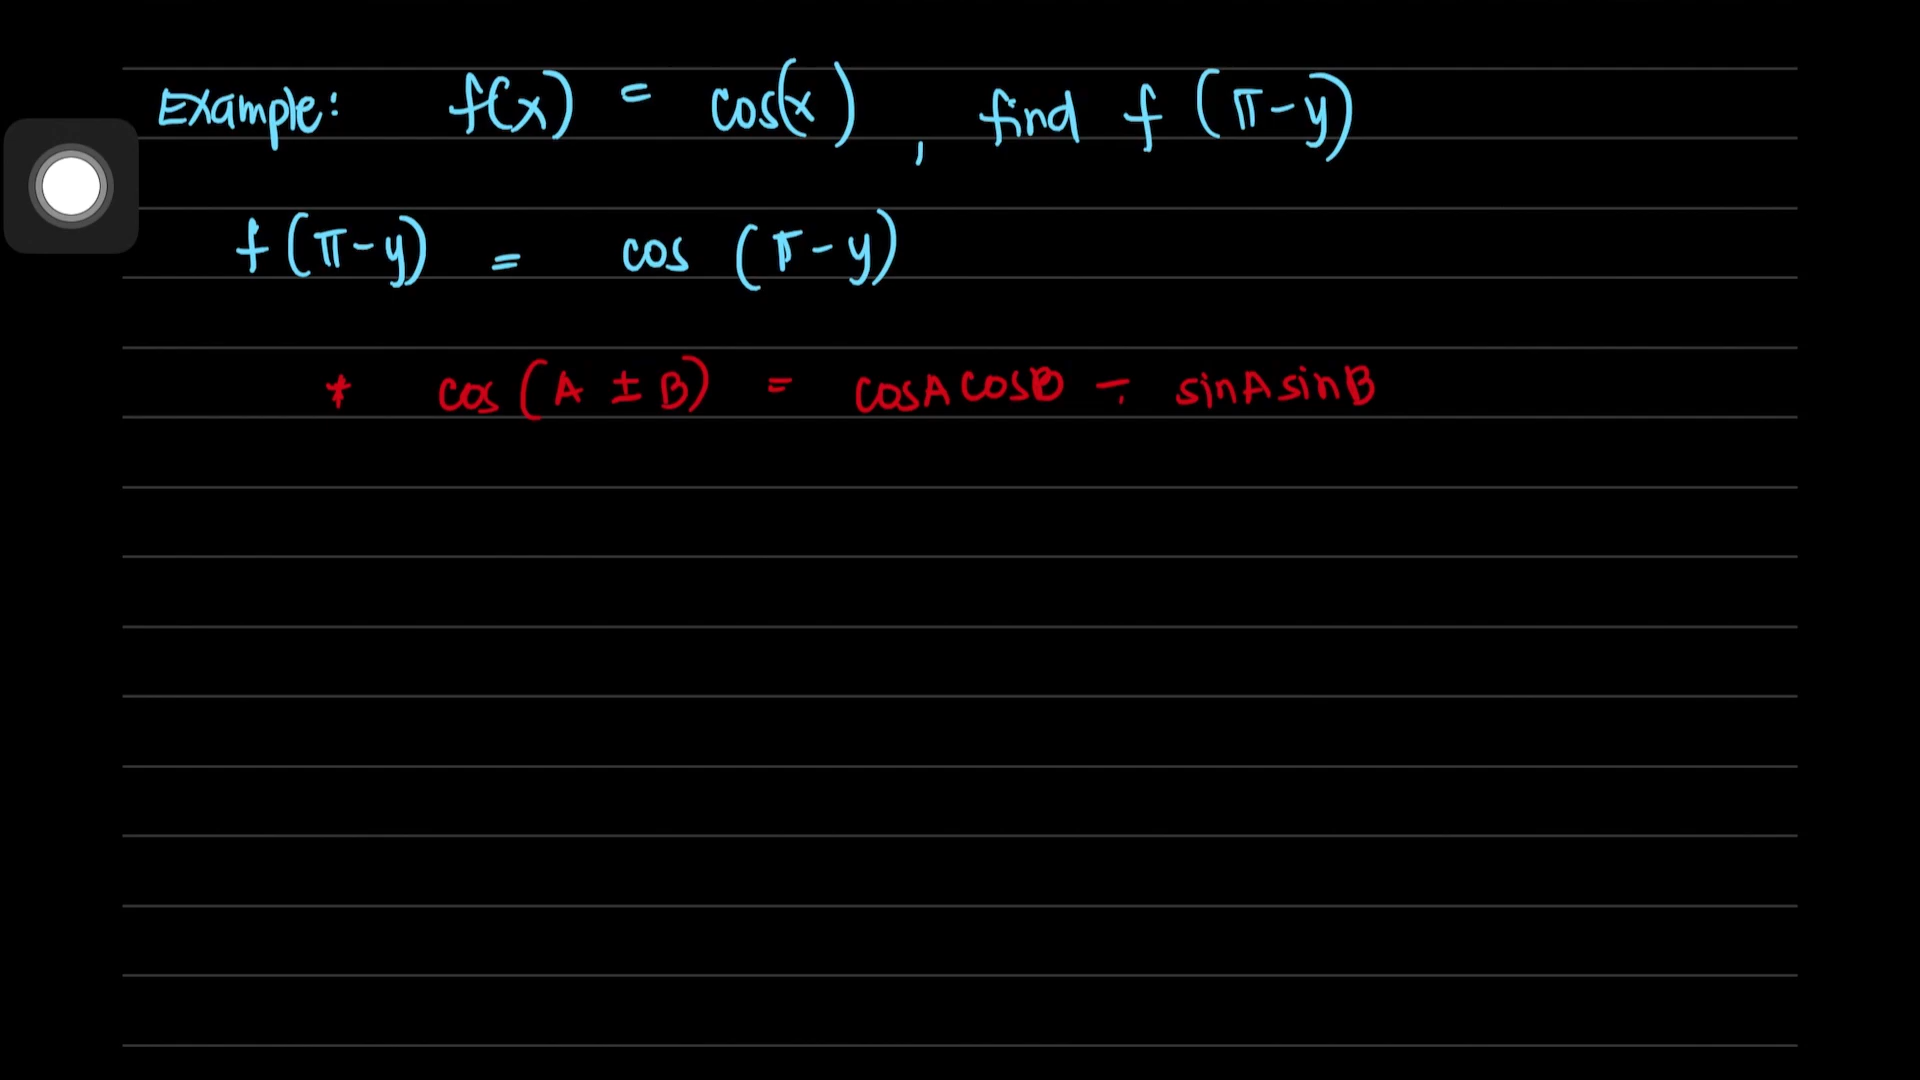 Example: f(x) = cos(x) , find f (π-y)
f(π-y) = cos (π-y)
* cos (A ± B) = cosA cosB ∓ sinA sinB